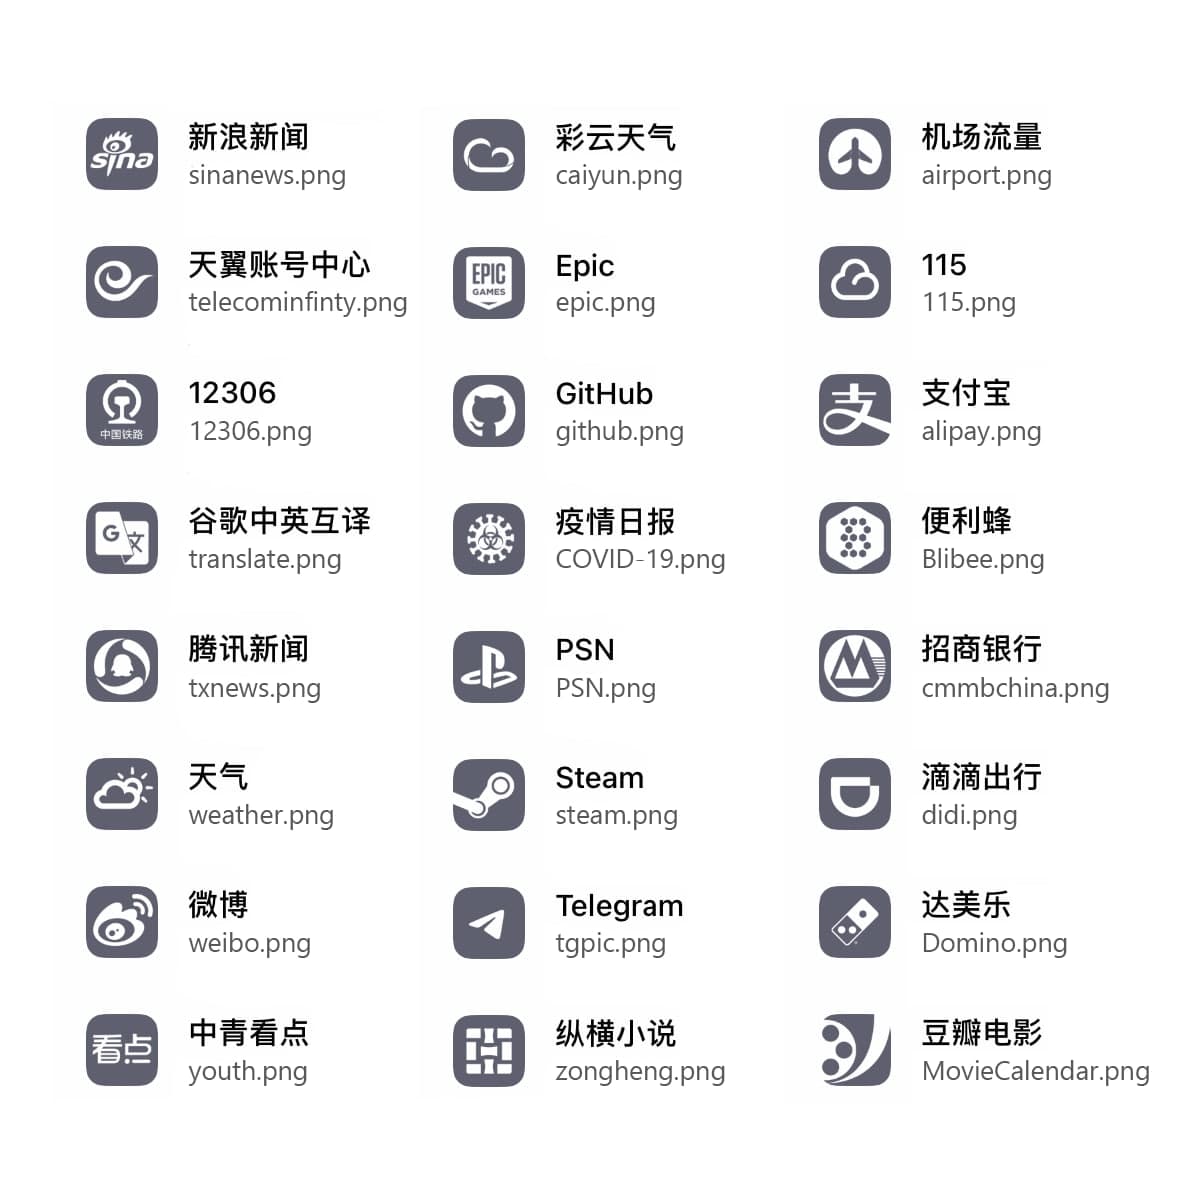 sina
新浪新闻
sinanews.png
彩云天气
caiyun.png
机场流量
airport.png
天翼账号中心
telecominfinty.png
EPIC
GAMES
Epic
epic.png
115
115.png
中国铁路
12306
12306.png
GitHub
github.png
支
支付宝
alipay.png
G
文
谷歌中英互译
translate.png
疫情日报
COVID-19.png
便利蜂
Blibee.png
腾讯新闻
txnews.png
PSN
PSN.png
招商银行
cmmbchina.png
天气
weather.png
Steam
steam.png
滴滴出行
didi.png
微博
weibo.png
Telegram
tgpic.png
达美乐
Domino.png
看点
中青看点
youth.png
纵横小说
zongheng.png
豆瓣电影
MovieCalendar.png